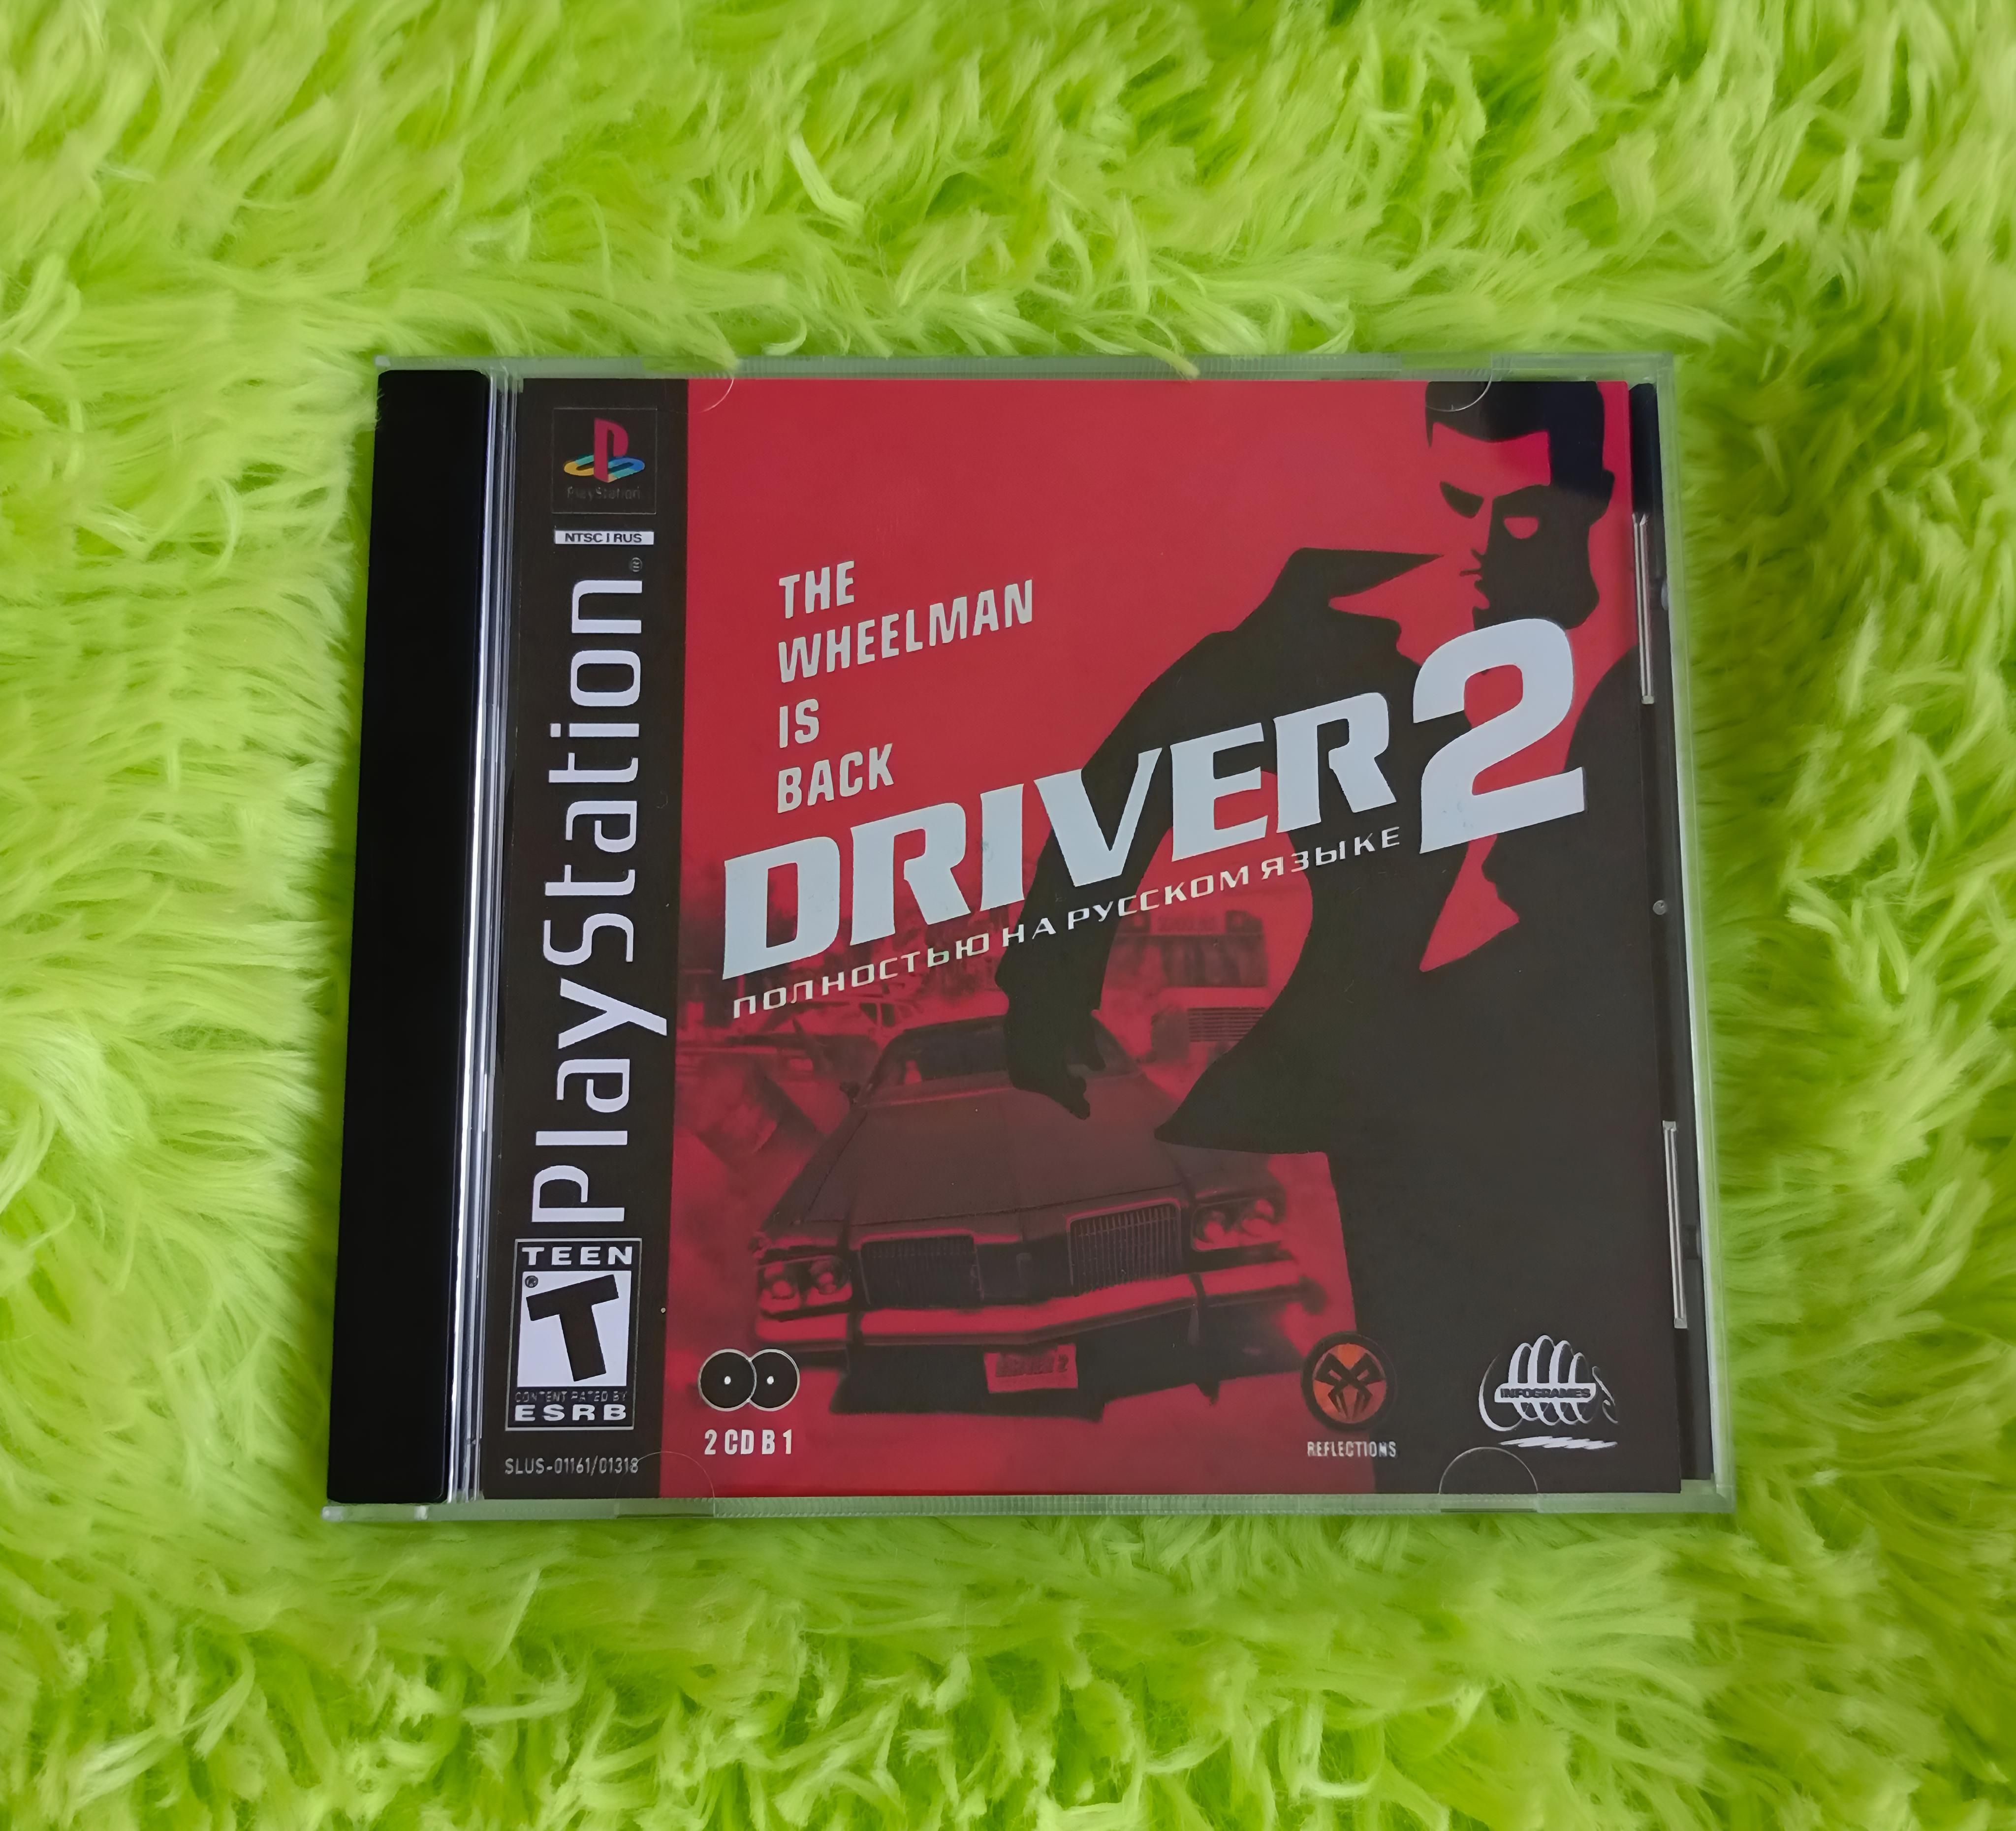 PlayStation
NTSC | RUS
PlayStation
®
THE
WHEELMAN
IS
BACK
DRIVER 2
ПОЛНОСТЬЮ НА РУССКОМ ЯЗЫКЕ
TEEN
T
®
CONTENT RATED BY
ESRB
SLUS-01161/01318
2 CD В 1
REFLECTIONS
INFOGRAMES